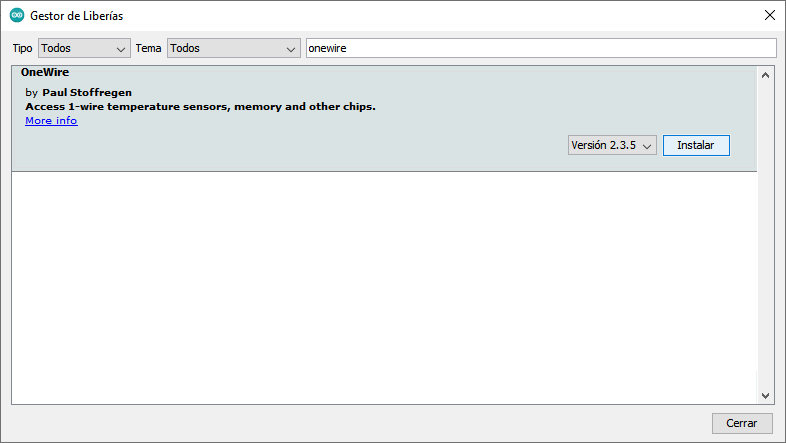 Gestor de Liberías
Tipo Todos Tema Todos onewire
OneWire
by Paul Stoffregen
Access 1-wire temperature sensors, memory and other chips.
More info
Versión 2.3.5 Instalar
Cerrar